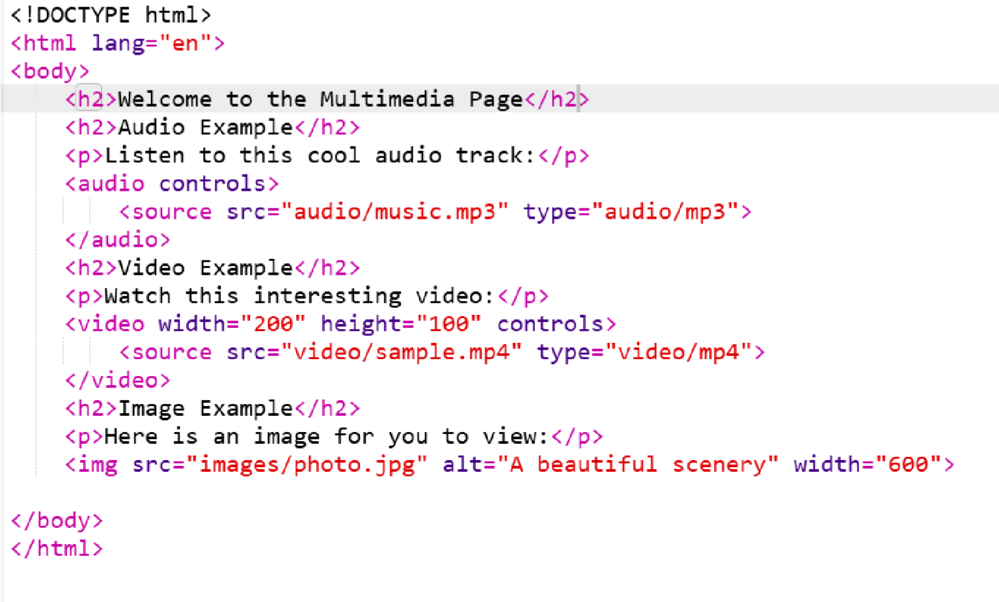 <!DOCTYPE html>
<html lang="en">
<body>
    <h2>Welcome to the Multimedia Page</h2>
    <h2>Audio Example</h2>
    <p>Listen to this cool audio track:</p>
    <audio controls>
        <source src="audio/music.mp3" type="audio/mp3">
    </audio>
    <h2>Video Example</h2>
    <p>Watch this interesting video:</p>
    <video width="200" height="100" controls>
        <source src="video/sample.mp4" type="video/mp4">
    </video>
    <h2>Image Example</h2>
    <p>Here is an image for you to view:</p>
    <img src="images/photo.jpg" alt="A beautiful scenery" width="600">

</body>
</html>